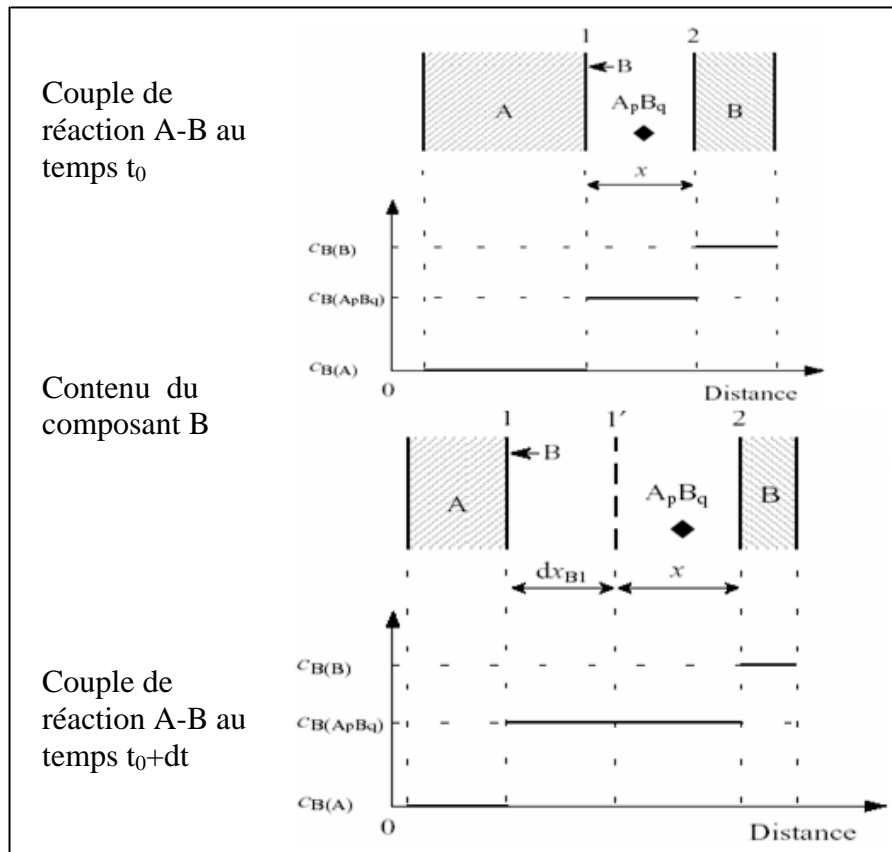 Couple de
réaction A-B au
temps t₀
1 2
B
A ApBq B
x
cB(B)
cB(ApBq)
cB(A)
0 Distance
Contenu du
composant B
1 1′ 2
B
A ApBq B
dxB1 x
Couple de
réaction A-B au
temps t₀+dt
cB(B)
cB(ApBq)
cB(A)
0 Distance